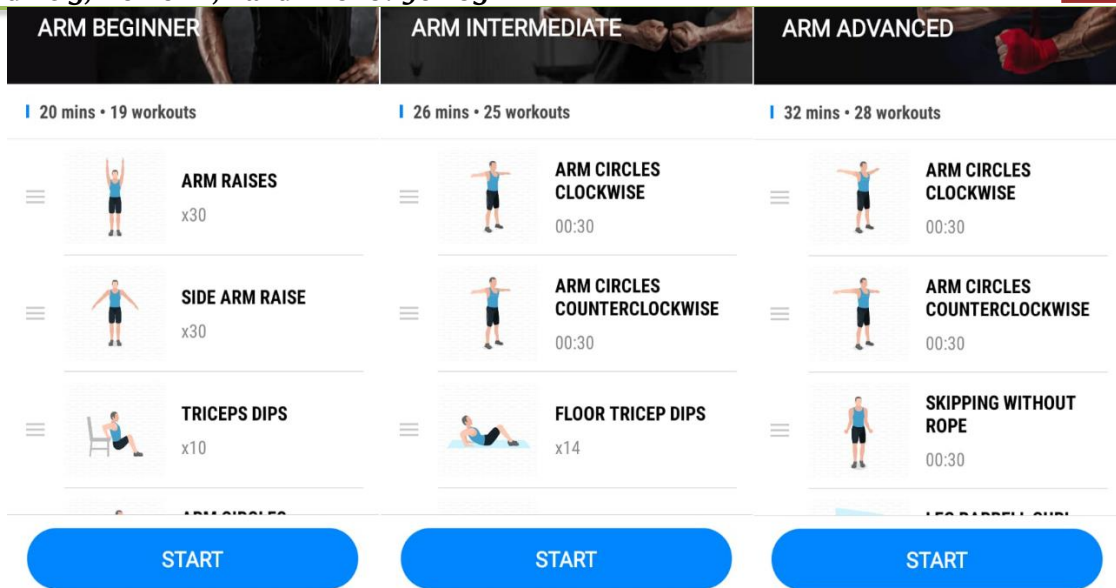 ARM BEGINNER
20 mins • 19 workouts
ARM RAISES
x30
SIDE ARM RAISE
x30
TRICEPS DIPS
x10
START
ARM INTERMEDIATE
26 mins • 25 workouts
ARM CIRCLES
CLOCKWISE
00:30
ARM CIRCLES
COUNTERCLOCKWISE
00:30
FLOOR TRICEP DIPS
x14
START
ARM ADVANCED
32 mins • 28 workouts
ARM CIRCLES
CLOCKWISE
00:30
ARM CIRCLES
COUNTERCLOCKWISE
00:30
SKIPPING WITHOUT
ROPE
00:30
START